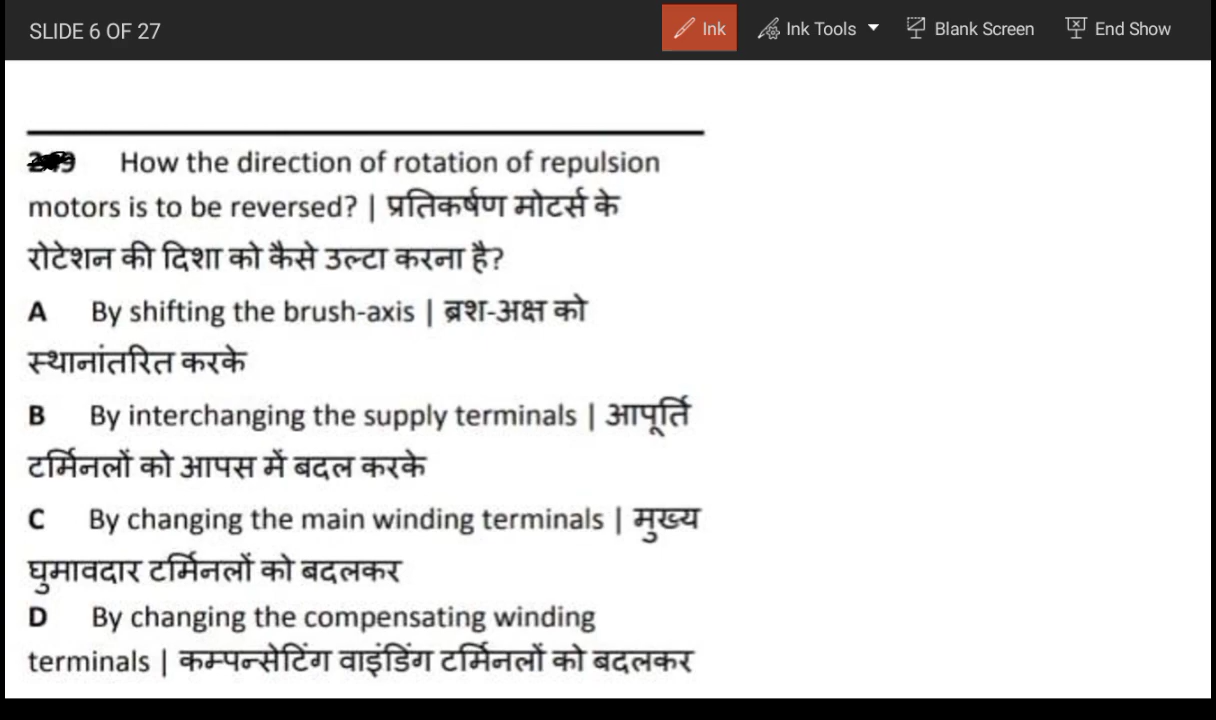 SLIDE 6 OF 27
Ink
Ink Tools
Blank Screen
End Show
How the direction of rotation of repulsion
motors is to be reversed? | प्रतिकर्षण मोटर्स के
रोटेशन की दिशा को कैसे उल्टा करना है?
A By shifting the brush-axis | ब्रश-अक्ष को
स्थानांतरित करके
B By interchanging the supply terminals | आपूर्ति
टर्मिनलों को आपस में बदल करके
C By changing the main winding terminals | मुख्य
घुमावदार टर्मिनलों को बदलकर
D By changing the compensating winding
terminals | कम्पन्सेटिंग वाइंडिंग टर्मिनलों को बदलकर